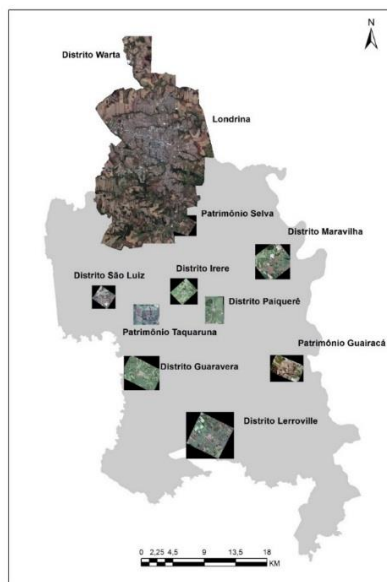 N
Distrito Warta
Londrina
Patrimônio Selva
Distrito Maravilha
Distrito São Luiz
Distrito Irere
Distrito Paiquerê
Patrimônio Taquaruna
Patrimônio Guairacá
Distrito Guaravera
Distrito Lerroville
0 2,25 4,5 9 13,5 18
KM